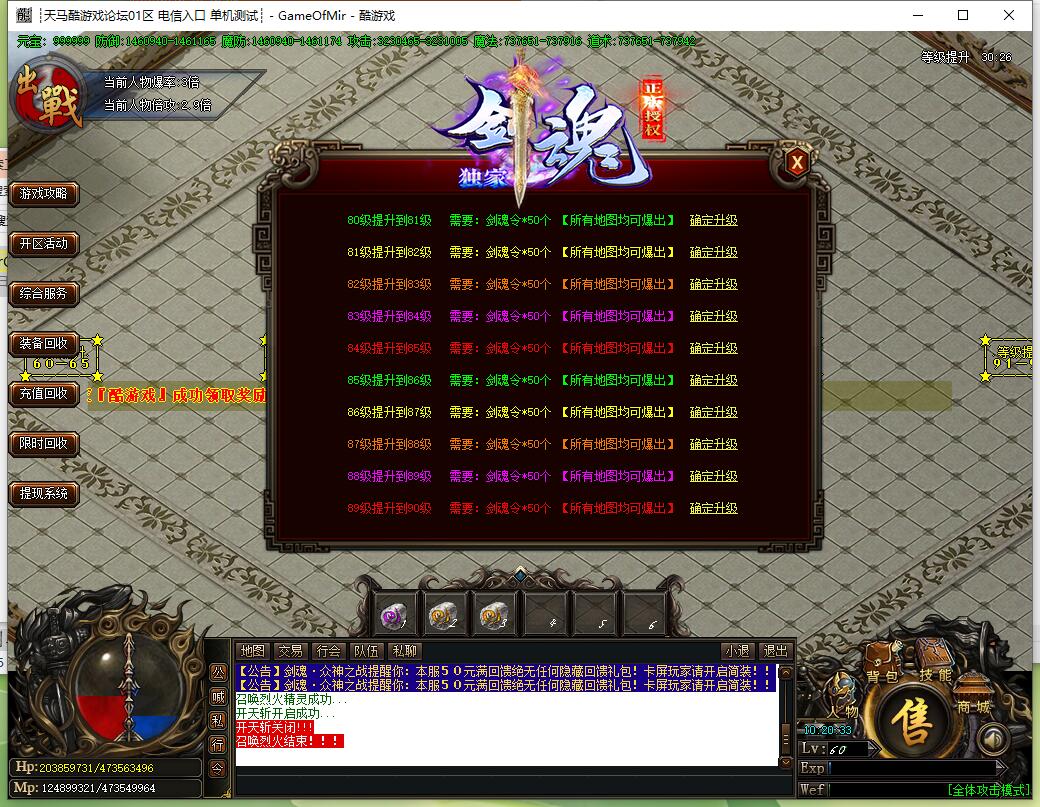 天马酷游戏论坛01区 电信入口 单机测试 - GameOfMir - 酷游戏
元宝: 999999 防御:1460940-1461165 魔防:1460940-1461174 攻击:3230465-3231005 魔法:737651-737916 道术:737651-737942
等级提升 30:26
出戰
当前人物爆率:3倍
当前人物倍攻:2.9倍
剑魂
独家
正版授权
X
游戏攻略
开区活动
综合服务
装备回收
充值回收
限时回收
提现系统
60-65
『酷游戏』成功领取奖励
80级提升到81级 需要: 剑魂令*50个 【所有地图均可爆出】 确定升级
81级提升到82级 需要: 剑魂令*50个 【所有地图均可爆出】 确定升级
82级提升到83级 需要: 剑魂令*50个 【所有地图均可爆出】 确定升级
83级提升到84级 需要: 剑魂令*50个 【所有地图均可爆出】 确定升级
84级提升到85级 需要: 剑魂令*50个 【所有地图均可爆出】 确定升级
85级提升到86级 需要: 剑魂令*50个 【所有地图均可爆出】 确定升级
86级提升到87级 需要: 剑魂令*50个 【所有地图均可爆出】 确定升级
87级提升到88级 需要: 剑魂令*50个 【所有地图均可爆出】 确定升级
88级提升到89级 需要: 剑魂令*50个 【所有地图均可爆出】 确定升级
89级提升到90级 需要: 剑魂令*50个 【所有地图均可爆出】 确定升级
等级提
1 2 3 4 5 6
地图 交易 行会 队伍 私聊 小退 退出
【公告】剑魂·众神之战提醒你: 本服50元满回馈绝无任何隐藏回馈礼包! 卡屏玩家请开启简装!!
【公告】剑魂·众神之战提醒你: 本服50元满回馈绝无任何隐藏回馈礼包! 卡屏玩家请开启简装!!
召唤烈火精灵成功...
开天斩开启成功...
开天斩关闭!!!
召唤烈火结束!!!
公
喊
私
行
令
Hp:203859731/473563496
Mp:124899321/473549964
背包
技能
人物
商城
售
10:20:33
Lv:60
Exp
Wef
[全体攻击模式]